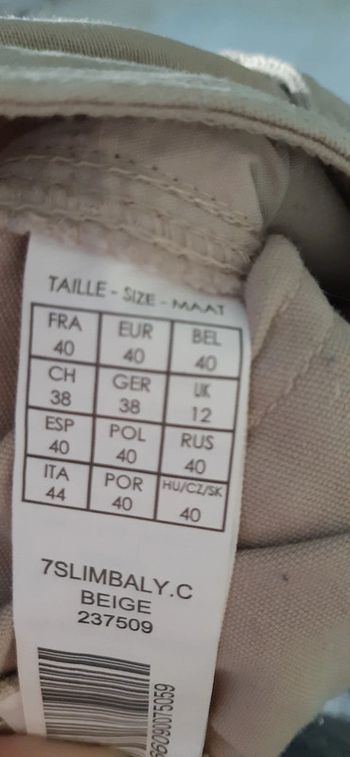 TAILLE - SIZE - MAAT
FRA EUR BEL
40 40 40
CH GER UK
38 38 12
ESP POL RUS
40 40 40
ITA POR HU/CZ/SK
44 40 40
7SLIMBALY.C
BEIGE
237509